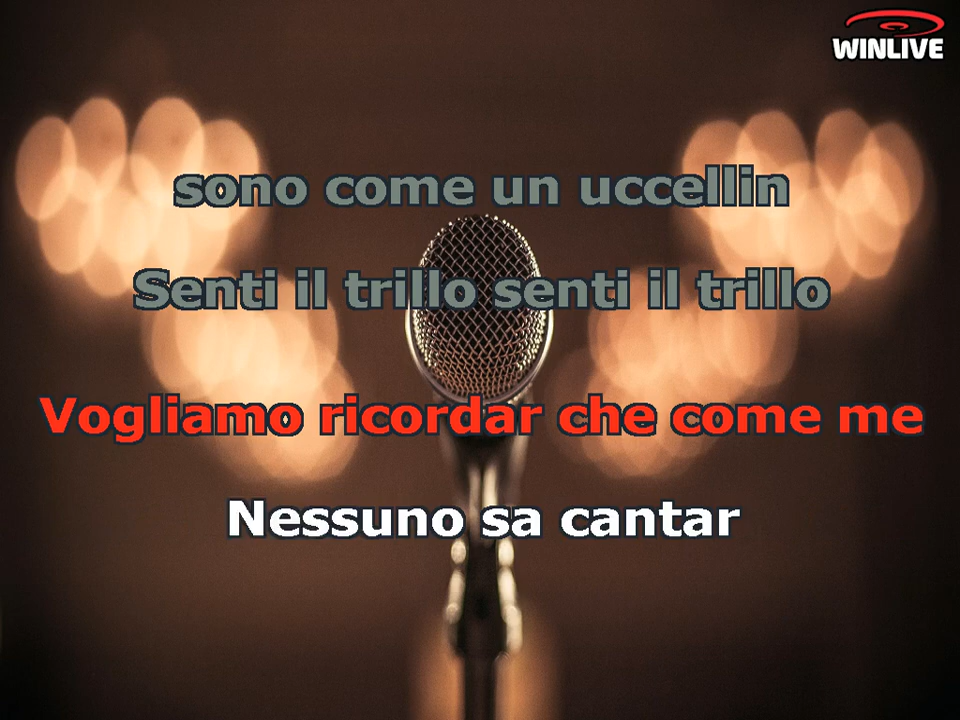 WINLIVE
sono come un uccellin
Senti il trillo senti il trillo
Vogliamo ricordar che come me
Nessuno sa cantar